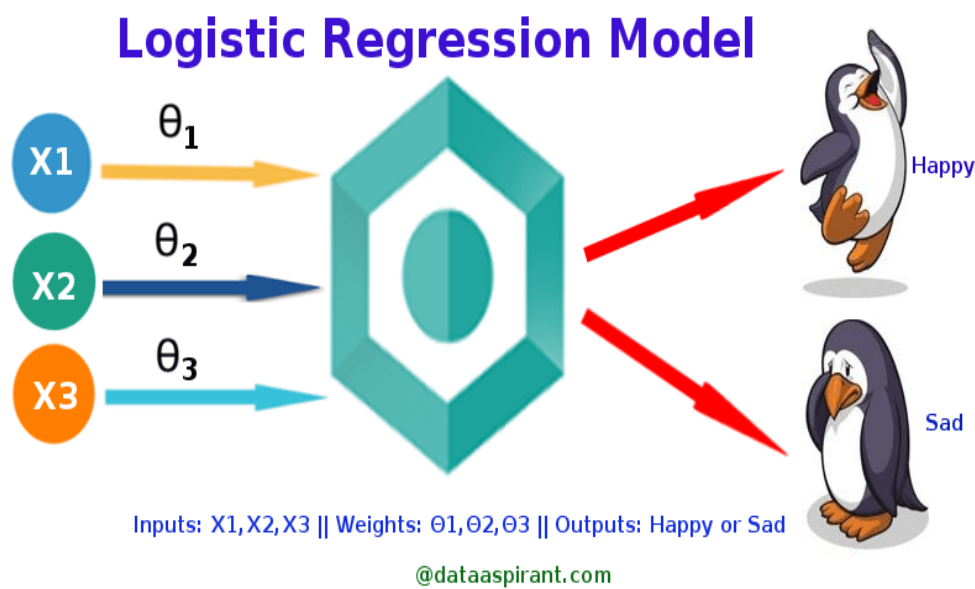 Logistic Regression Model
X1
θ1
X2
θ2
X3
θ3
Happy
Sad
Inputs: X1,X2,X3 || Weights: Θ1,Θ2,Θ3 || Outputs: Happy or Sad
@dataaspirant.com